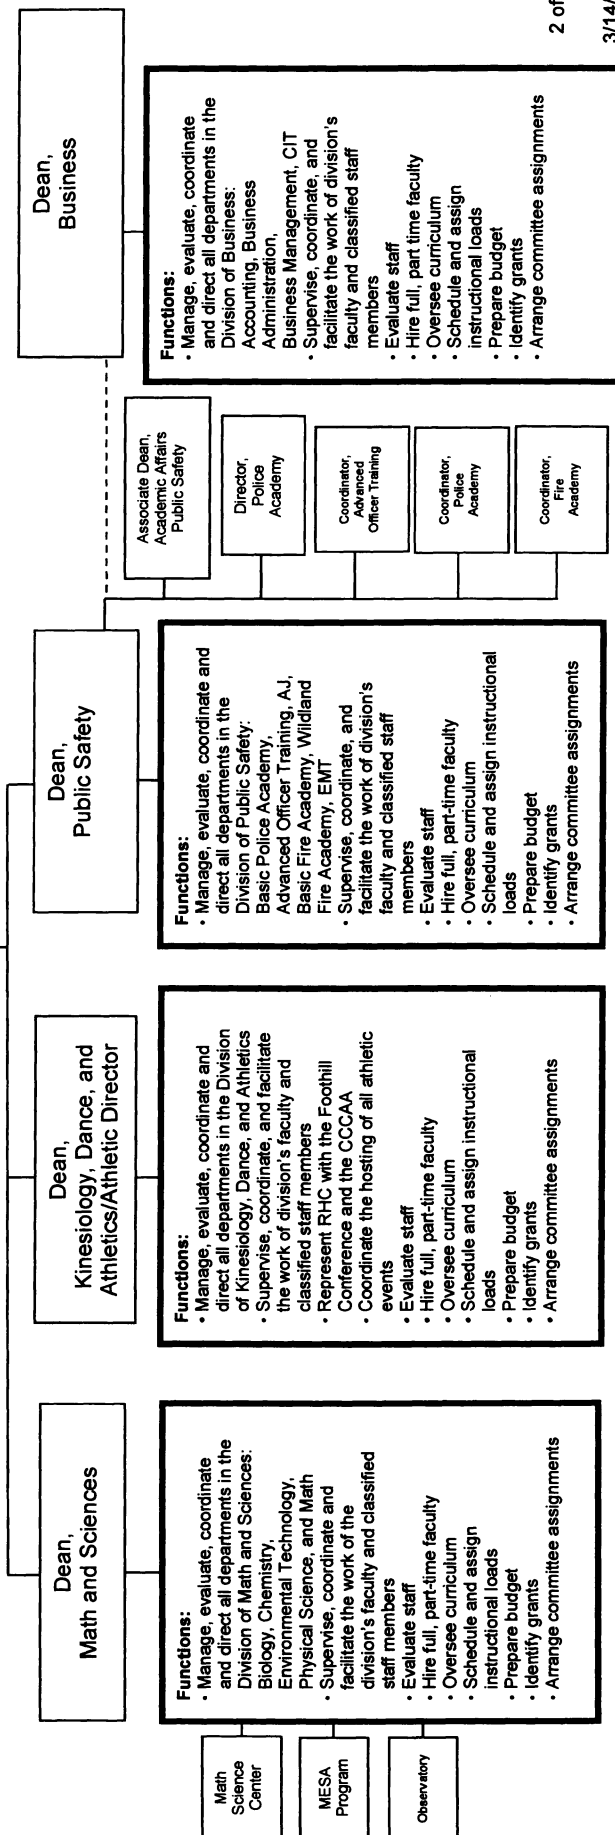 Dean,
Math and Sciences
Functions:
• Manage, evaluate, coordinate
and direct all departments in the
Division of Math and Sciences:
Biology, Chemistry,
Environmental Technology,
Physical Science, and Math
• Supervise, coordinate and
facilitate the work of the
division's faculty and classified
staff members
• Evaluate staff
• Hire full, part-time faculty
• Oversee curriculum
• Schedule and assign
instructional loads
• Prepare budget
• Identify grants
• Arrange committee assignments
Math
Science
Center
MESA
Program
Observatory
Dean,
Kinesiology, Dance, and
Athletics/Athletic Director
Functions:
• Manage, evaluate, coordinate and
direct all departments in the Division
of Kinesiology, Dance, and Athletics
• Supervise, coordinate, and facilitate
the work of division's faculty and
classified staff members
• Represent RHC with the Foothill
Conference and the CCCAA
• Coordinate the hosting of all athletic
events
• Evaluate staff
• Hire full, part-time faculty
• Oversee curriculum
• Schedule and assign instructional
loads
• Prepare budget
• Identify grants
• Arrange committee assignments
Dean,
Public Safety
Functions:
• Manage, evaluate, coordinate and
direct all departments in the
Division of Public Safety:
Basic Police Academy,
Advanced Officer Training, AJ,
Basic Fire Academy, Wildland
Fire Academy, EMT
• Supervise, coordinate, and
facilitate the work of division's
faculty and classified staff
members
• Evaluate staff
• Hire full, part-time faculty
• Oversee curriculum
• Schedule and assign instructional
loads
• Prepare budget
• Identify grants
• Arrange committee assignments
Associate Dean,
Academic Affairs
Public Safety
Director,
Police
Academy
Coordinator,
Advanced
Officer Training
Coordinator,
Police
Academy
Coordinator,
Fire
Academy
Dean,
Business
Functions:
• Manage, evaluate, coordinate
and direct all departments in the
Division of Business:
Accounting, Business
Administration,
Business Management, CIT
• Supervise, coordinate, and
facilitate the work of division's
faculty and classified staff
members
• Evaluate staff
• Hire full, part time faculty
• Oversee curriculum
• Schedule and assign
instructional loads
• Prepare budget
• Identify grants
• Arrange committee assignments
2 of
3/14/